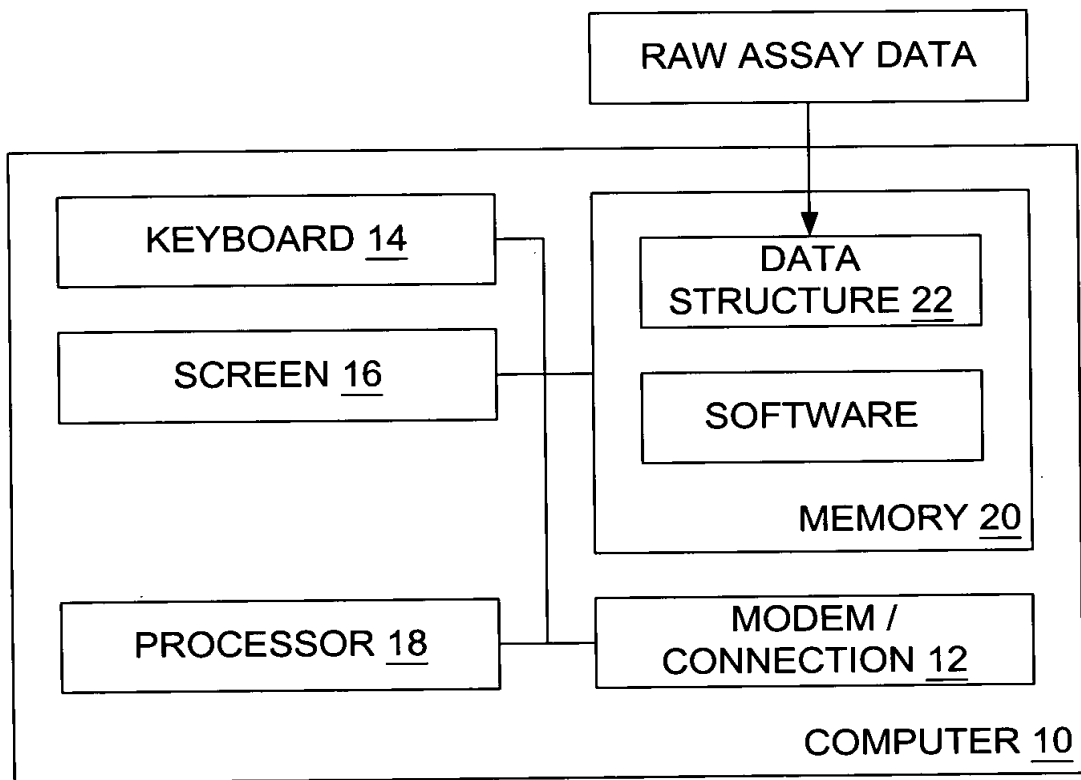 RAW ASSAY DATA
KEYBOARD 14
DATA
STRUCTURE 22
SCREEN 16
SOFTWARE
MEMORY 20
PROCESSOR 18
MODEM /
CONNECTION 12
COMPUTER 10